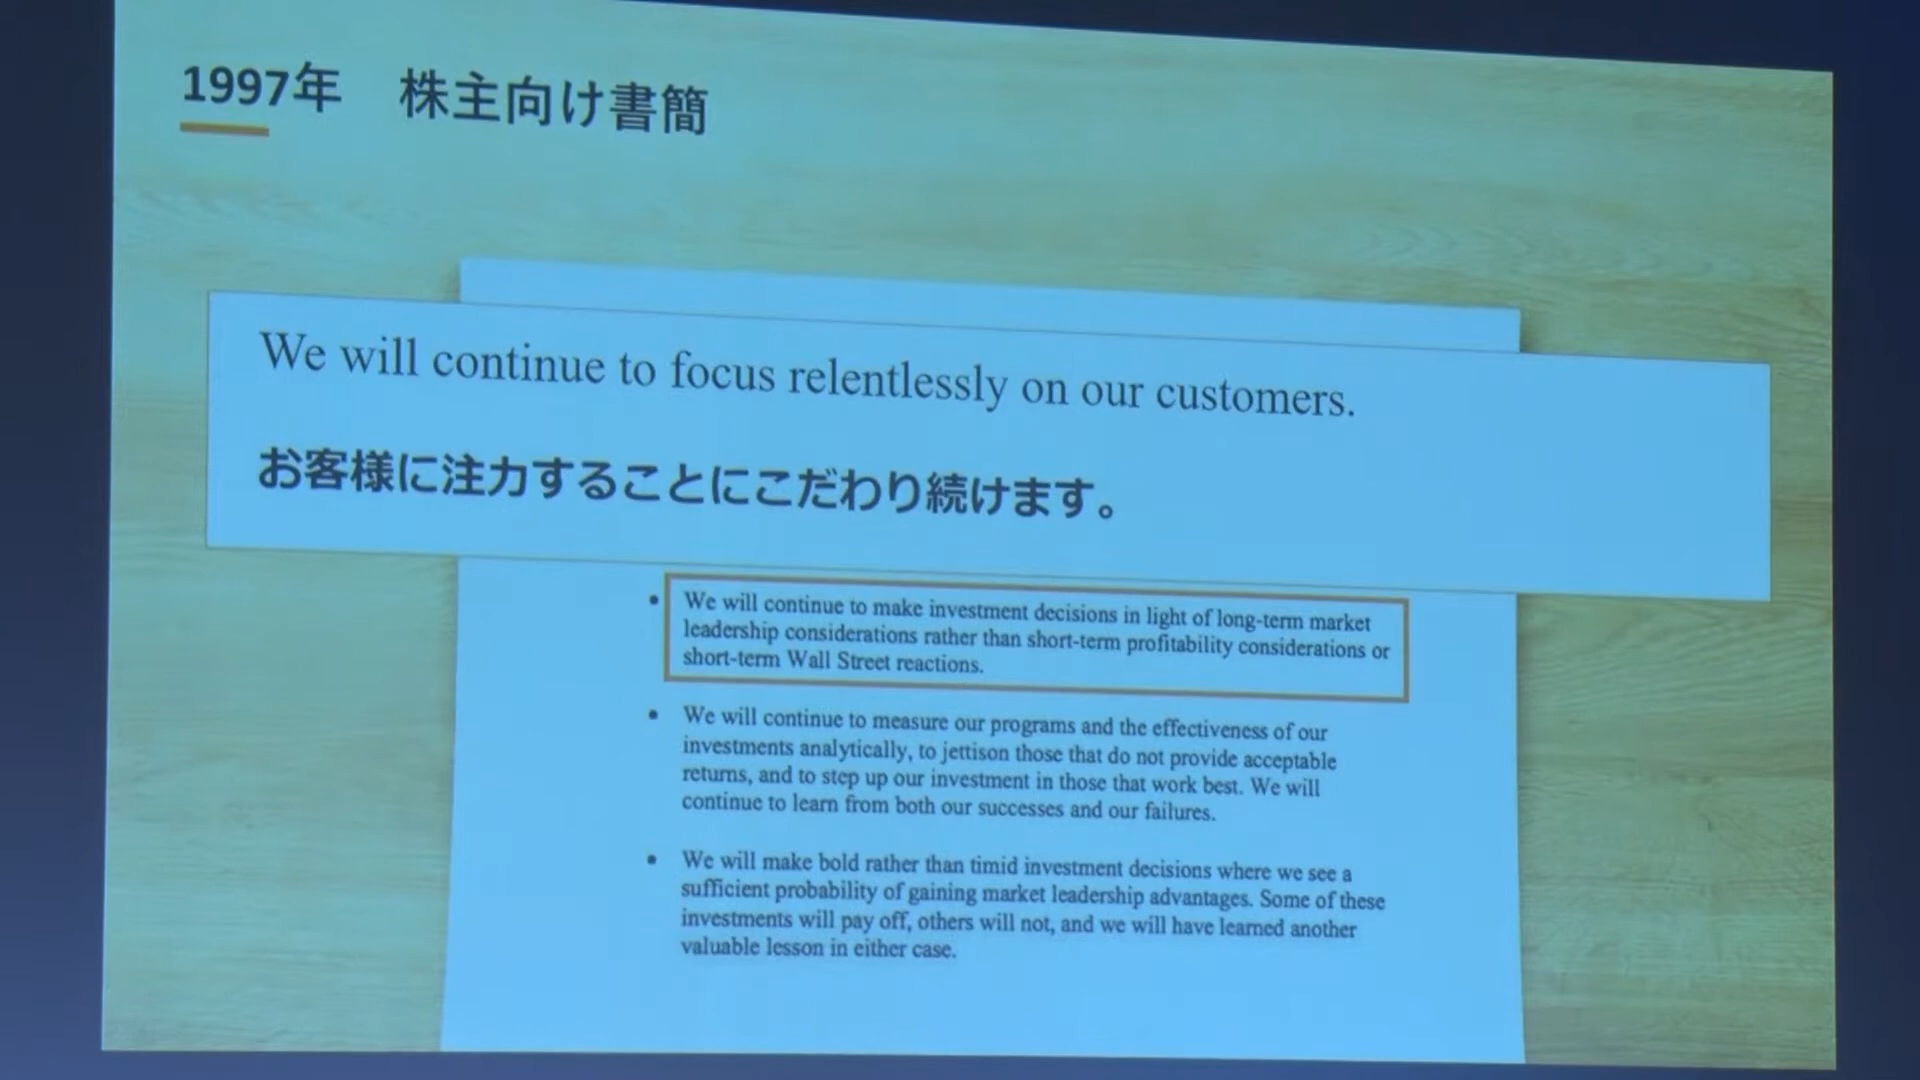 1997年 株主向け書簡
We will continue to focus relentlessly on our customers.
お客様に注力することにこだわり続けます。
• We will continue to make investment decisions in light of long-term market
leadership considerations rather than short-term profitability considerations or
short-term Wall Street reactions.
• We will continue to measure our programs and the effectiveness of our
investments analytically, to jettison those that do not provide acceptable
returns, and to step up our investment in those that work best. We will
continue to learn from both our successes and our failures.
• We will make bold rather than timid investment decisions where we see a
sufficient probability of gaining market leadership advantages. Some of these
investments will pay off, others will not, and we will have learned another
valuable lesson in either case.